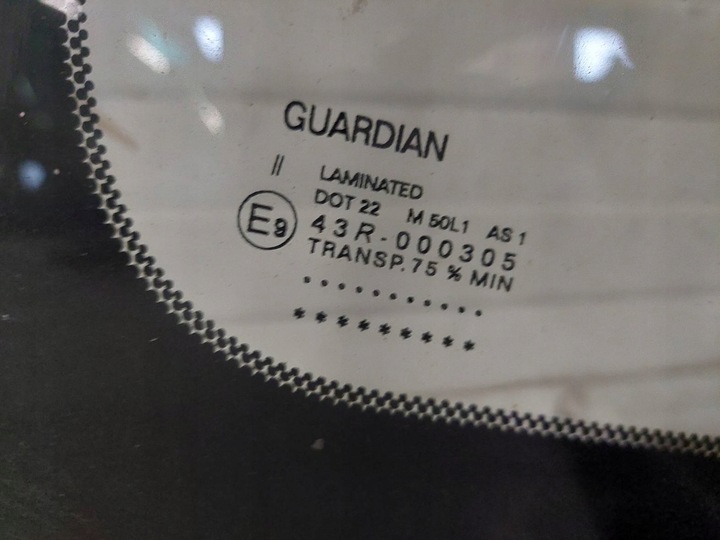 GUARDIAN
|| LAMINATED
DOT 22 M 50L1 AS 1
E9 43R-000305
TRANSP. 75 % MIN
...........
*********